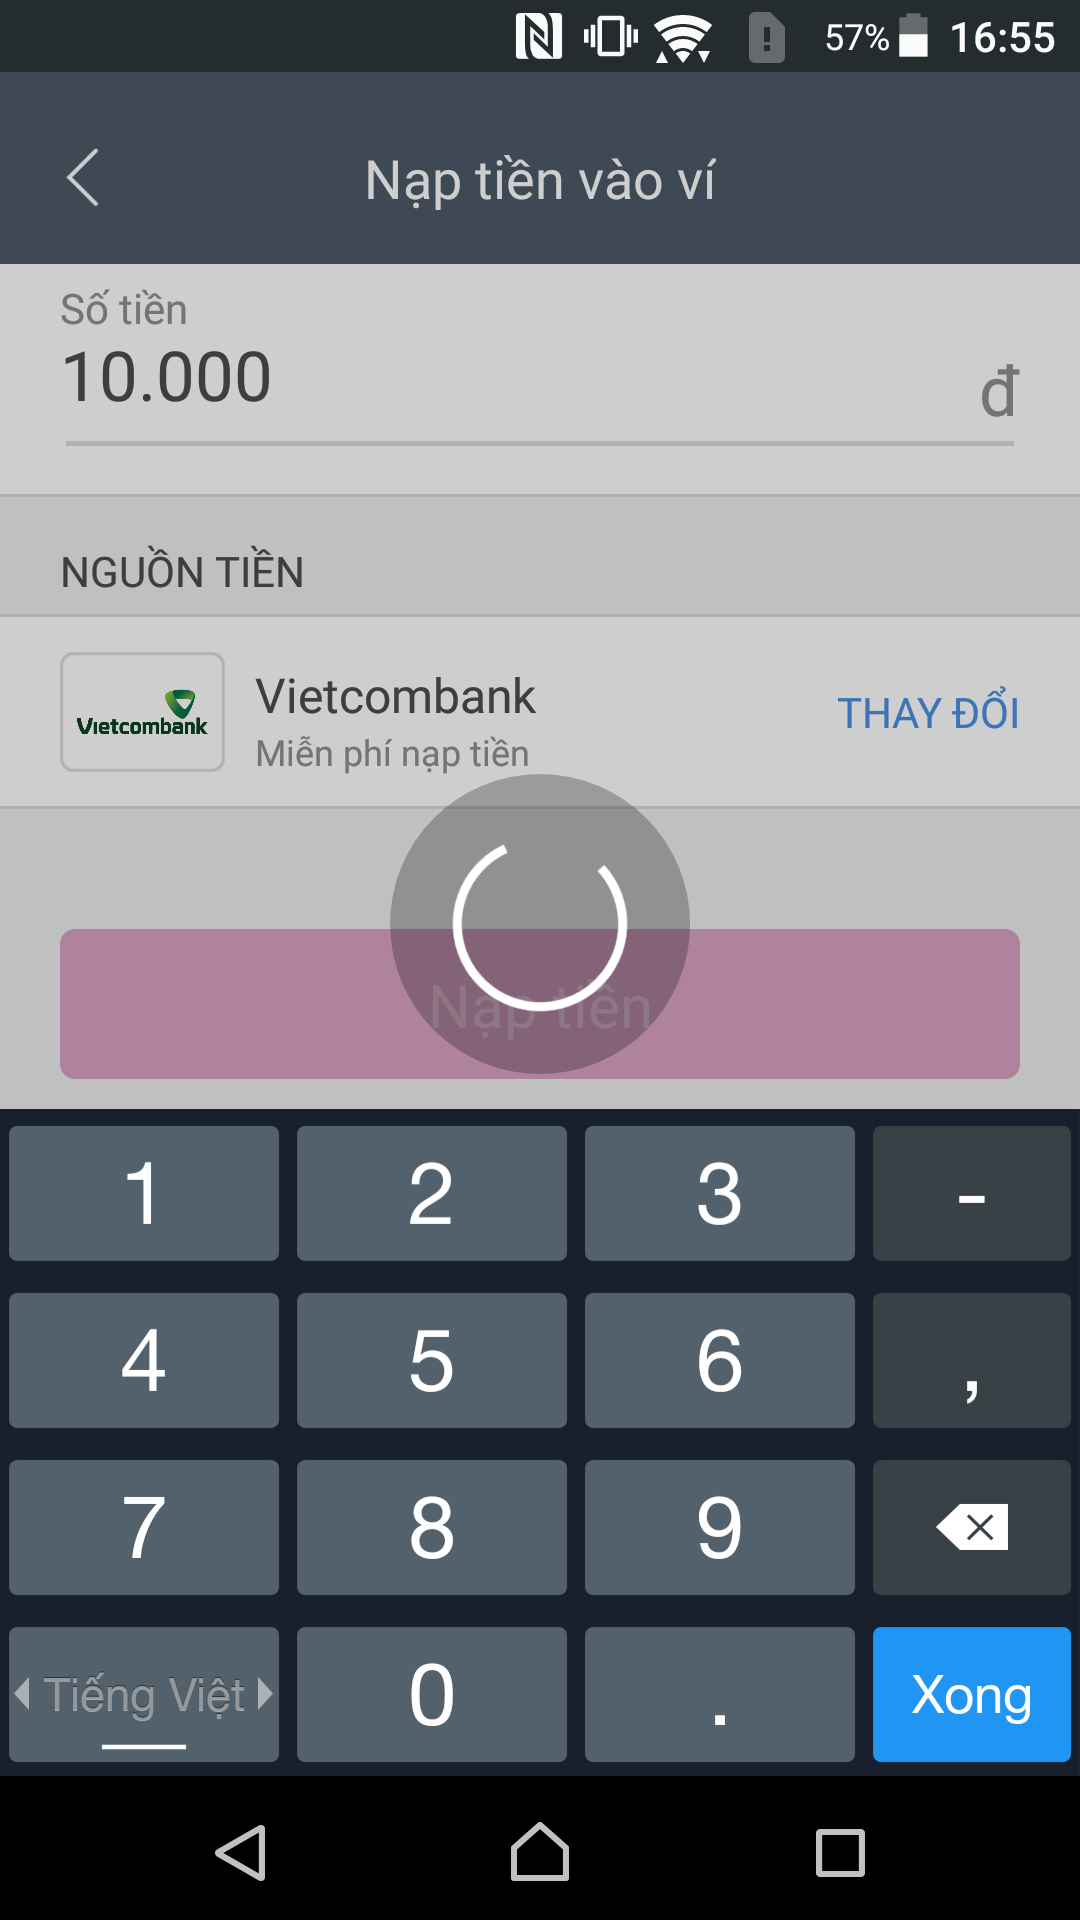 57% 16:55
Nạp tiền vào ví
Số tiền
10.000 đ
NGUỒN TIỀN
Vietcombank
Vietcombank
Miễn phí nạp tiền
THAY ĐỔI
Nạp tiền
1 2 3 -
4 5 6 ,
7 8 9
Tiếng Việt 0 . Xong